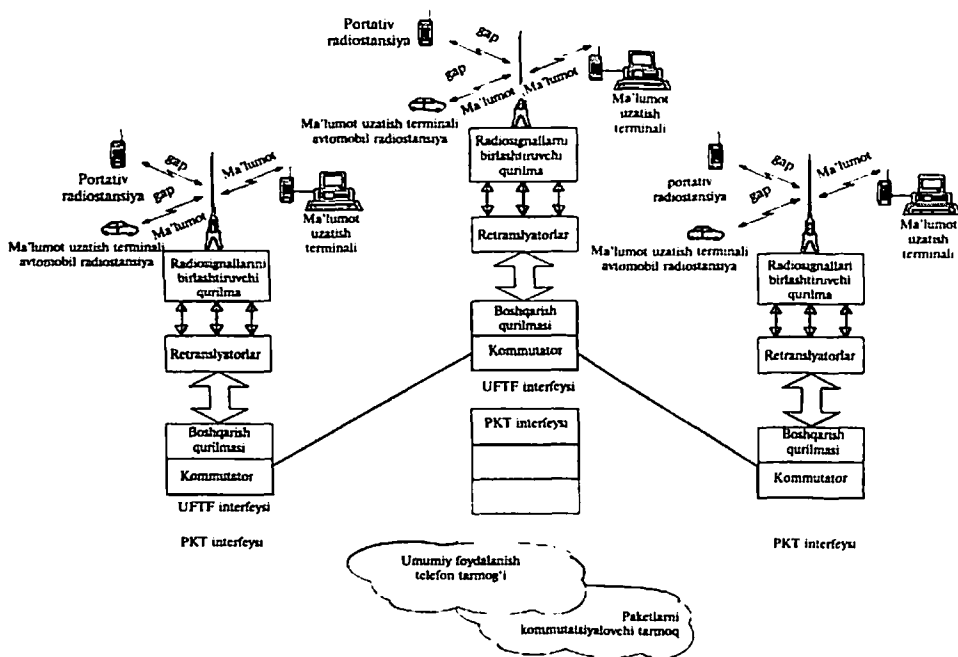 Portativ
radiostansiya
gap
gap
Ma'lumot
Ma'lumot
Ma'lumot
uzatish
terminali
Ma'lumot uzatish terminali
avtomobil radiostansiya
Radiosignallarni
birlashtiruvchi
qurilma
Retranslyatorlar
Boshqarish
qurilmasi
Kommutator
UFTF interfeysi
PKT interfeysi
Portativ
radiostansiya
gap
gap
Ma'lumot
Ma'lumot
Ma'lumot
uzatish
terminali
Ma'lumot uzatish terminali
avtomobil radiostansiya
Radiosignallarini
birlashtiruvchi
qurilma
Retranslyatorlar
Boshqarish
qurilmasi
Kommutator
UFTF interfeysi
PKT interfeysi
portativ
radiostansiya
gap
gap
Ma'lumot
Ma'lumot
Ma'lumot
uzatish
terminali
Ma'lumot uzatish terminali
avtomobil radiostansiya
Radiosignallari
birlashtiruvchi
qurilma
Retranslyatorlar
Boshqarish
qurilmasi
Kommutator
PKT interfeysi
Umumiy foydalanish
telefon tarmog'i
Paketlarni
kommutatsiyalovchi tarmoq